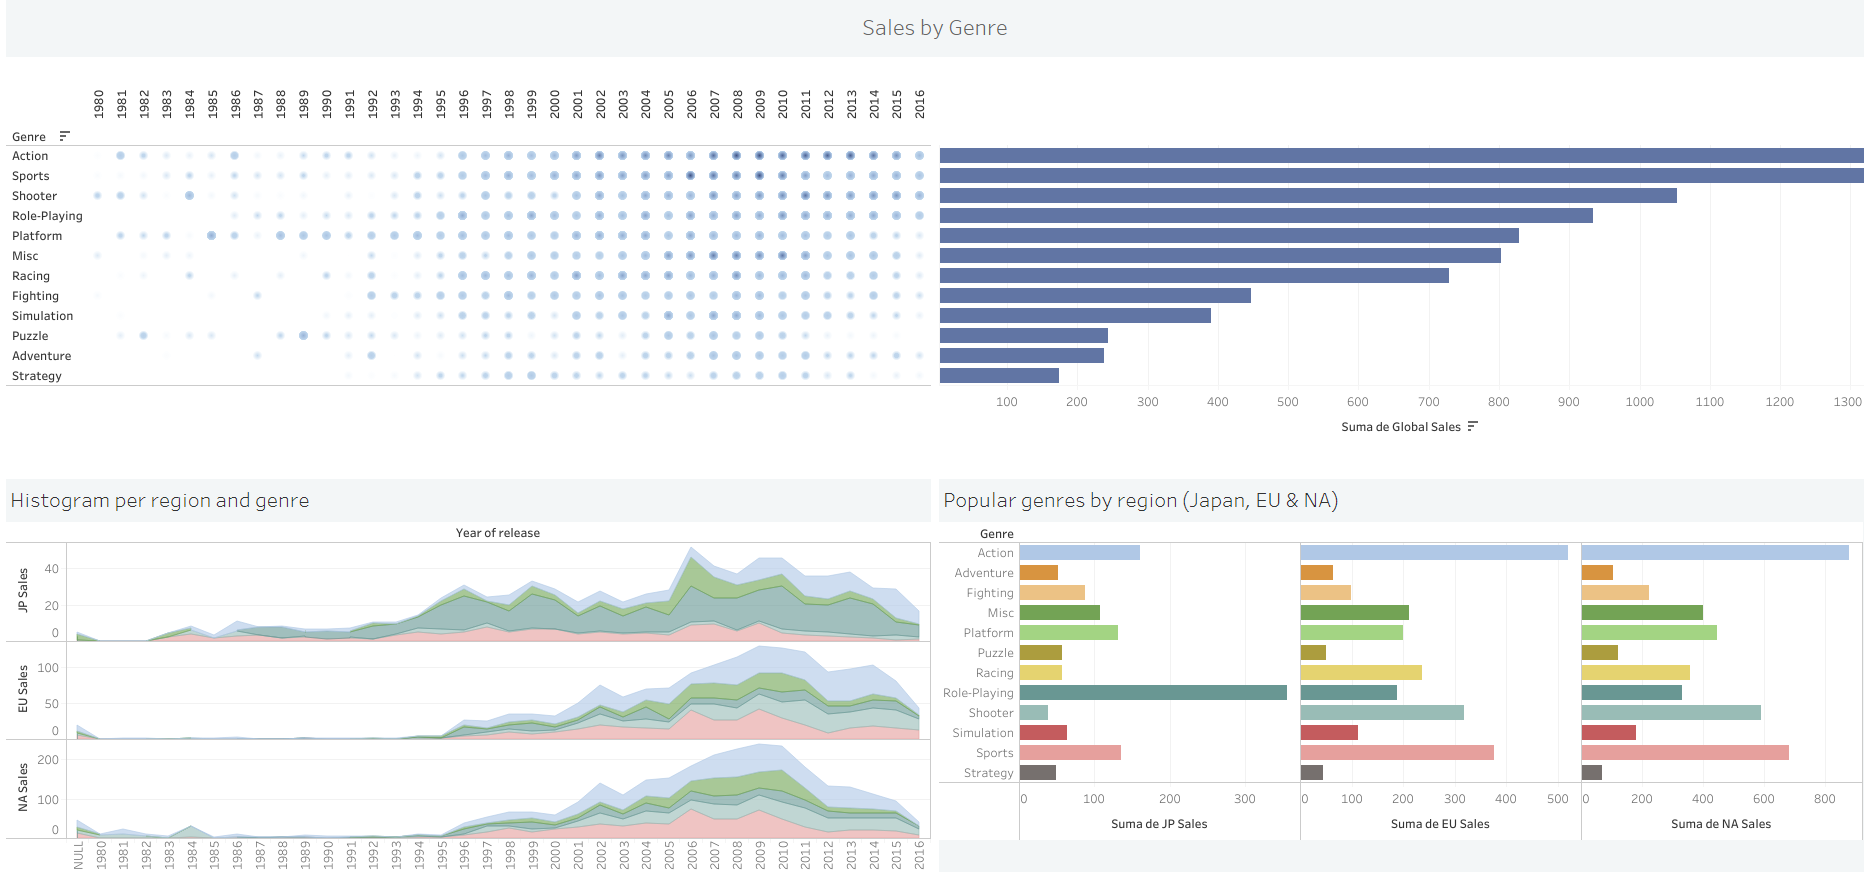 Sales by Genre
1980 1981 1982 1983 1984 1985 1986 1987 1988 1989 1990 1991 1992 1993 1994 1995 1996 1997 1998 1999 2000 2001 2002 2003 2004 2005 2006 2007 2008 2009 2010 2011 2012 2013 2014 2015 2016
Genre
Action
Sports
Shooter
Role-Playing
Platform
Misc
Racing
Fighting
Simulation
Puzzle
Adventure
Strategy
100 200 300 400 500 600 700 800 900 1000 1100 1200 1300
Suma de Global Sales
Histogram per region and genre
Year of release
JP Sales
40
20
0
EU Sales
100
50
0
NA Sales
200
100
0
NULL 1980 1981 1982 1983 1984 1985 1986 1987 1988 1989 1990 1991 1992 1993 1994 1995 1996 1997 1998 1999 2000 2001 2002 2003 2004 2005 2006 2007 2008 2009 2010 2011 2012 2013 2014 2015 2016
Popular genres by region (Japan, EU & NA)
Genre
Action
Adventure
Fighting
Misc
Platform
Puzzle
Racing
Role-Playing
Shooter
Simulation
Sports
Strategy
0 100 200 300 0 100 200 300 400 500 0 200 400 600 800
Suma de JP Sales Suma de EU Sales Suma de NA Sales